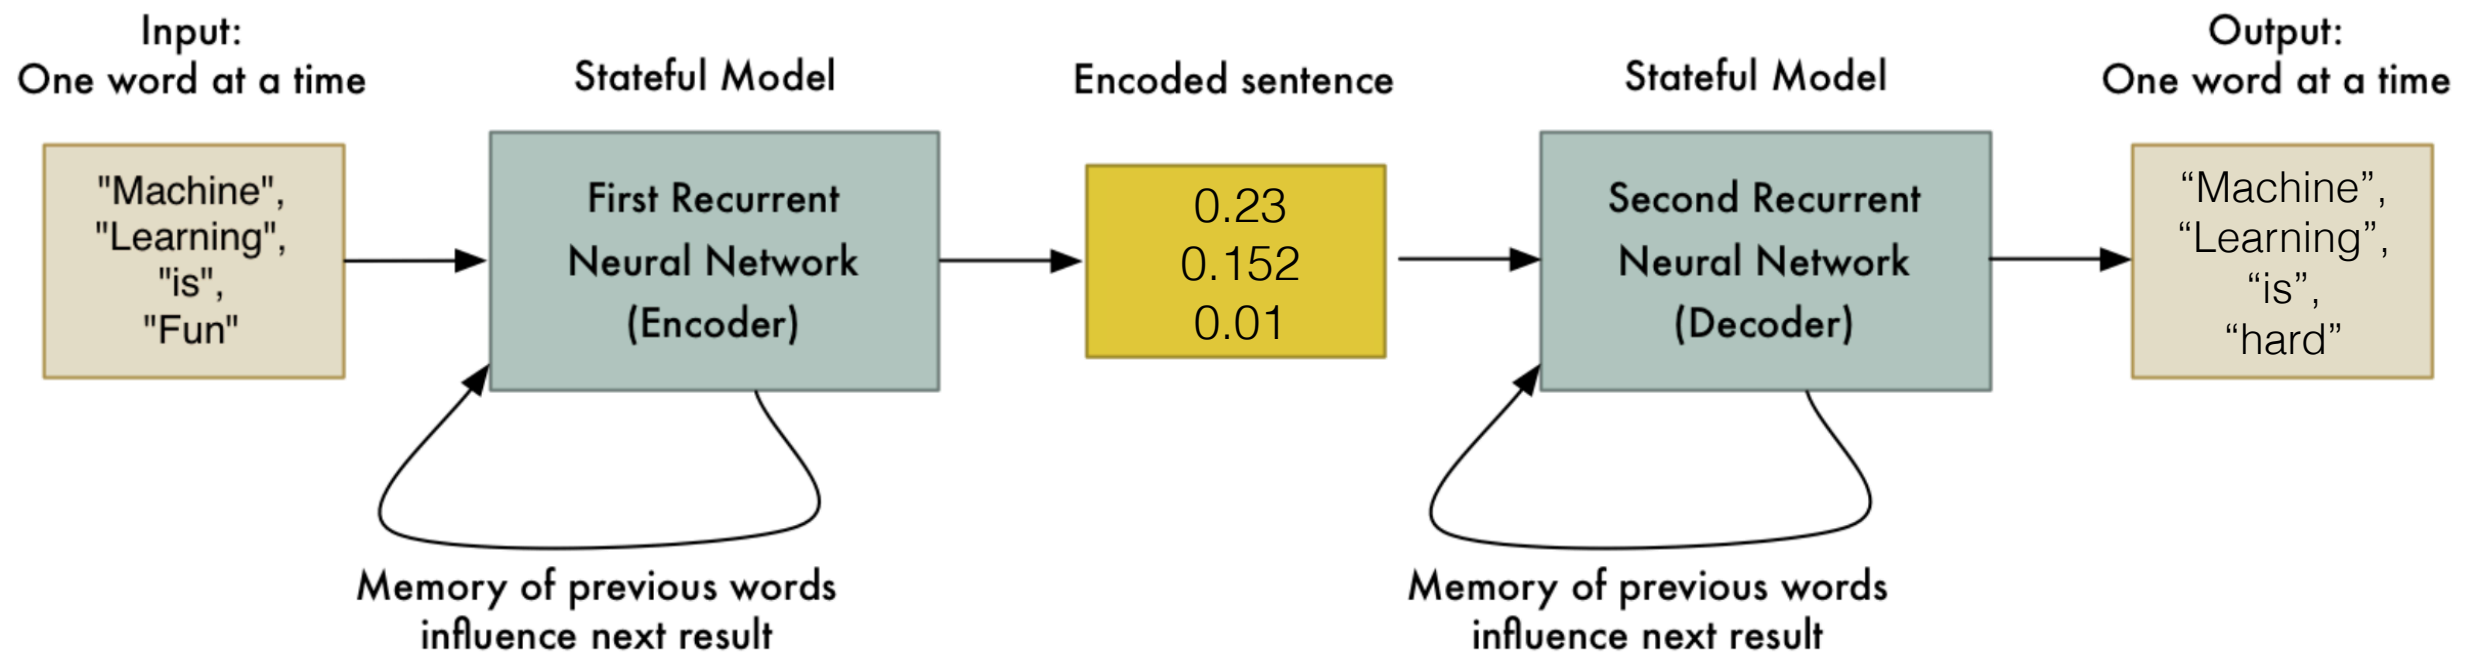 Input:
One word at a time
"Machine",
"Learning",
"is",
"Fun"
Stateful Model
First Recurrent
Neural Network
(Encoder)
Memory of previous words
influence next result
Encoded sentence
0.23
0.152
0.01
Stateful Model
Second Recurrent
Neural Network
(Decoder)
Memory of previous words
influence next result
Output:
One word at a time
“Machine”,
“Learning”,
“is”,
“hard”